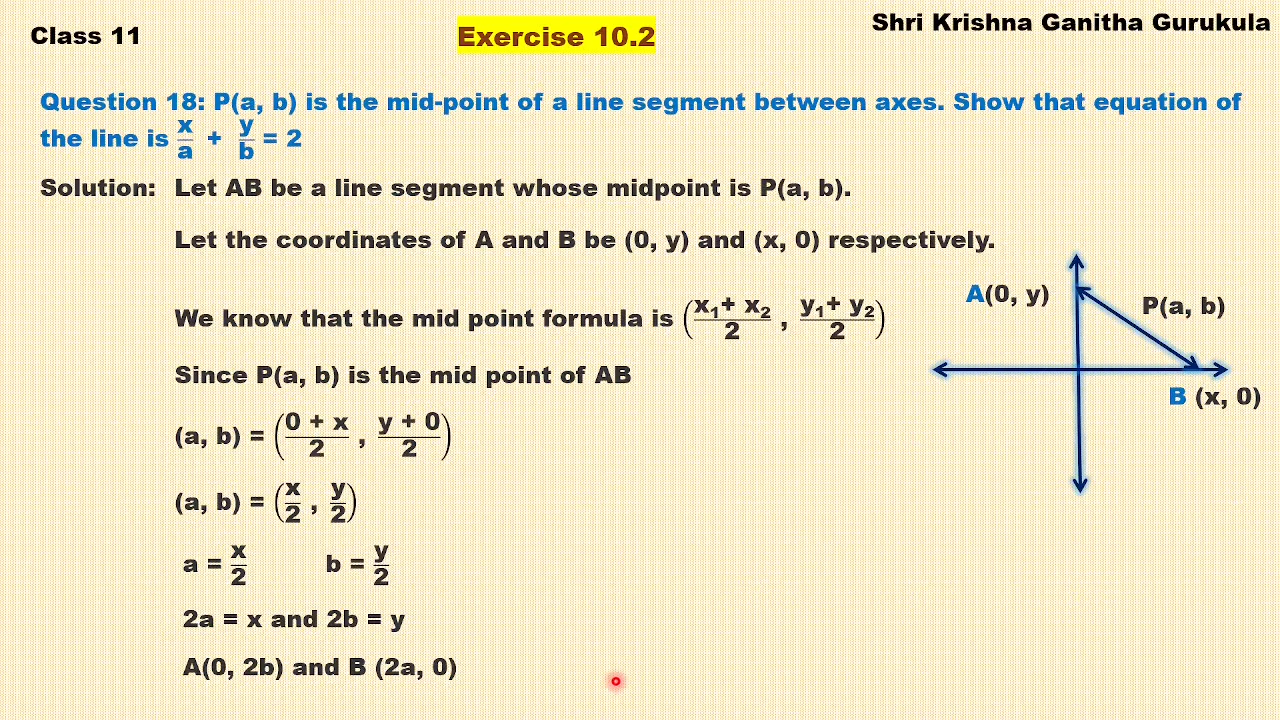 Class 11
Exercise 10.2
Shri Krishna Ganitha Gurukula
Question 18: P(a, b) is the mid-point of a line segment between axes. Show that equation of
the line is x/a + y/b = 2
Solution: Let AB be a line segment whose midpoint is P(a, b).
Let the coordinates of A and B be (0, y) and (x, 0) respectively.
We know that the mid point formula is ((x₁+ x₂)/2 , (y₁+ y₂)/2)
Since P(a, b) is the mid point of AB
(a, b) = ((0 + x)/2 , (y + 0)/2)
(a, b) = (x/2 , y/2)
a = x/2 b = y/2
2a = x and 2b = y
A(0, 2b) and B (2a, 0)
A(0, y)
P(a, b)
B (x, 0)